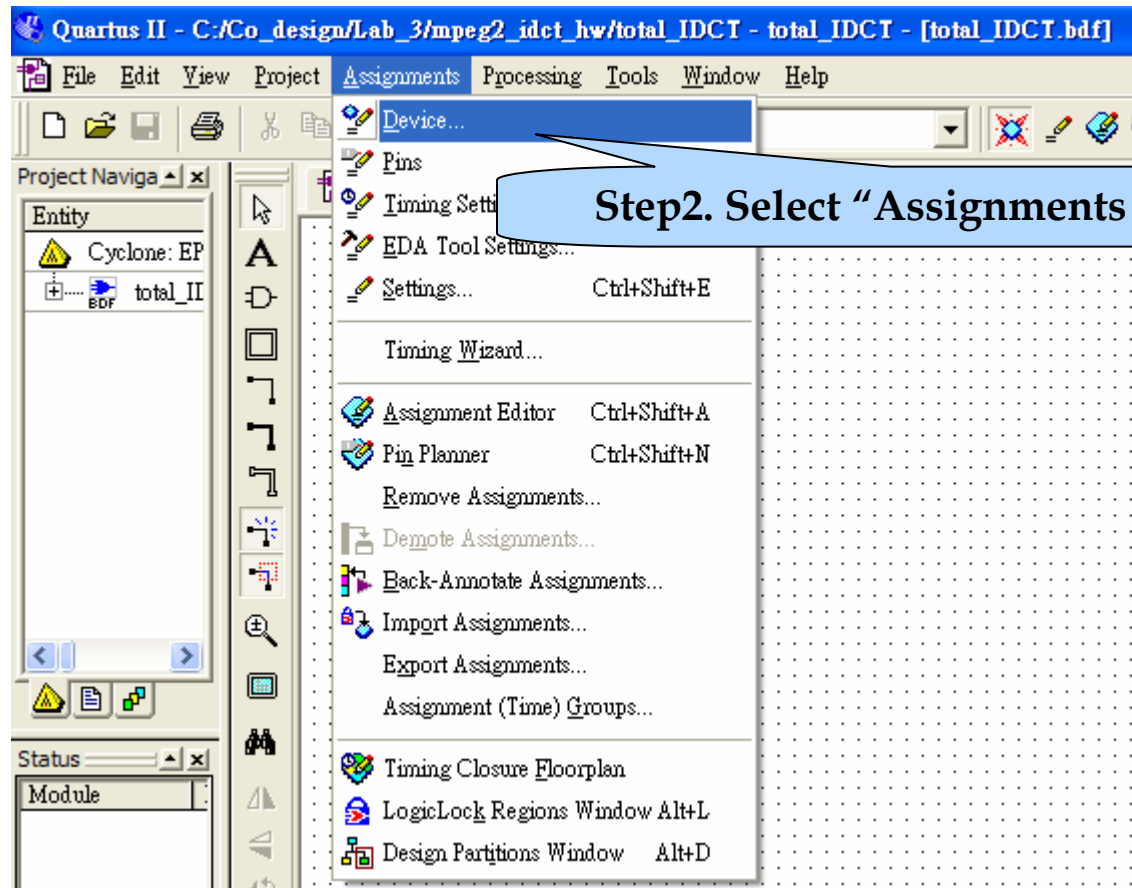 Quartus II - C:/Co_design/Lab_3/mpeg2_idct_hw/total_IDCT - total_IDCT - [total_IDCT.bdf]
File Edit View Project Assignments Processing Tools Window Help
Device...
Project Naviga
Pins
Entity
Timing Setti
Step2. Select “Assignments
Cyclone: EP
EDA Tool Settings...
BDF total_II
Settings... Ctrl+Shift+E
Timing Wizard...
Assignment Editor Ctrl+Shift+A
Pin Planner Ctrl+Shift+N
Remove Assignments...
Demote Assignments...
Back-Annotate Assignments...
Import Assignments...
Export Assignments...
Assignment (Time) Groups...
Status
Timing Closure Floorplan
Module
LogicLock Regions Window Alt+L
Design Partitions Window Alt+D